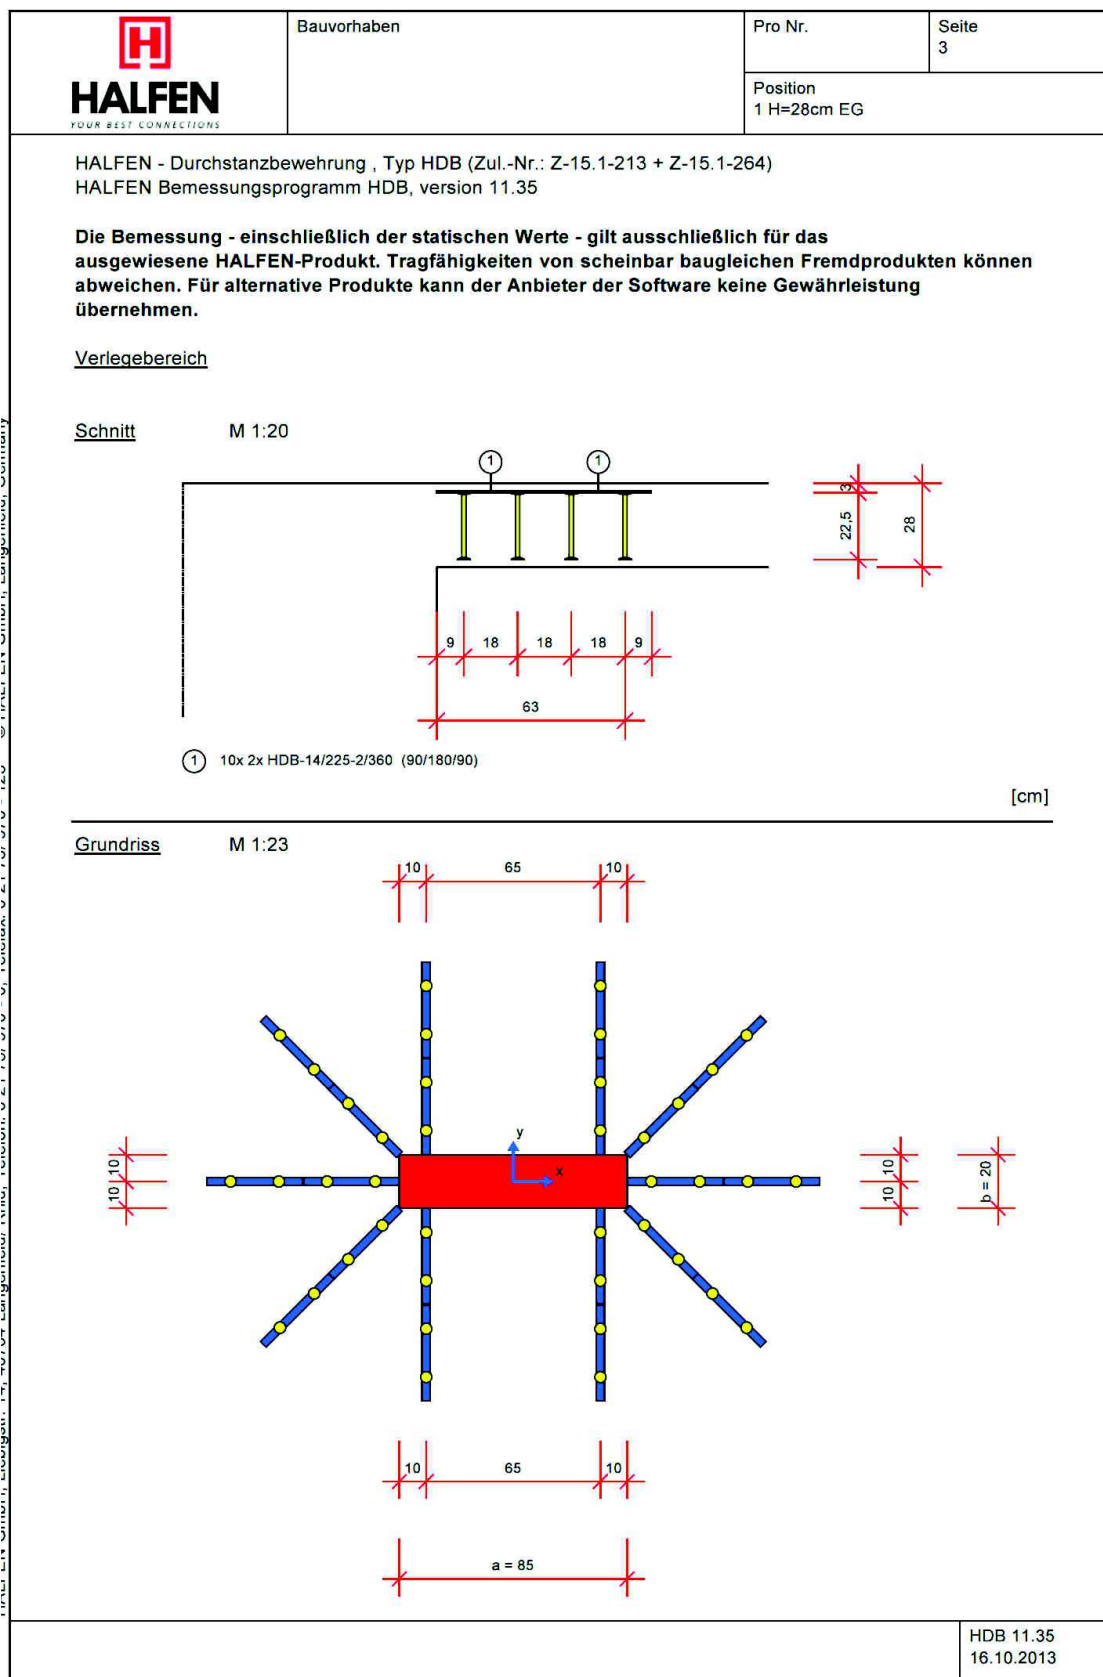 HALFEN
YOUR BEST CONNECTIONS
Bauvorhaben
Pro Nr.
Seite
3
Position
1 H=28cm EG
HALFEN - Durchstanzbewehrung , Typ HDB (Zul.-Nr.: Z-15.1-213 + Z-15.1-264)
HALFEN Bemessungsprogramm HDB, version 11.35
Die Bemessung - einschließlich der statischen Werte - gilt ausschließlich für das
ausgewiesene HALFEN-Produkt. Tragfähigkeiten von scheinbar baugleichen Fremdprodukten können
abweichen. Für alternative Produkte kann der Anbieter der Software keine Gewährleistung
übernehmen.
Verlegebereich
Schnitt M 1:20
1 1
3
22,5
28
9 18 18 18 9
63
1 10x 2x HDB-14/225-2/360 (90/180/90)
[cm]
Grundriss M 1:23
10 65 10
y
x
10
10
10
10
b = 20
10 65 10
a = 85
HDB 11.35
16.10.2013